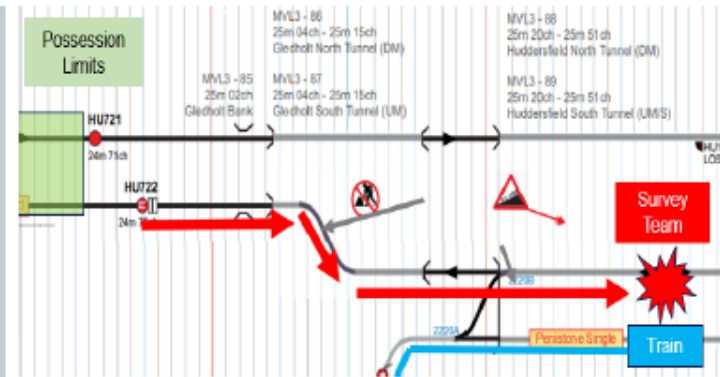 Possession
Limits
MVL3 - 86
25m 04ch - 25m 15ch
Gledholt North Tunnel (DM)
MVL3 - 88
25m 20ch - 25m 51ch
Huddersfield North Tunnel (DM)
MVL3 - 85
25m 02ch
Gledholt Bank
MVL3 - 87
25m 04ch - 25m 15ch
Gledholt South Tunnel (UM)
MVL3 - 89
25m 20ch - 25m 51ch
Huddersfield South Tunnel (UM/S)
HU721
24m 71ch
HU722
24m
Survey
Team
2220B
2220A
Penistone Single
Train